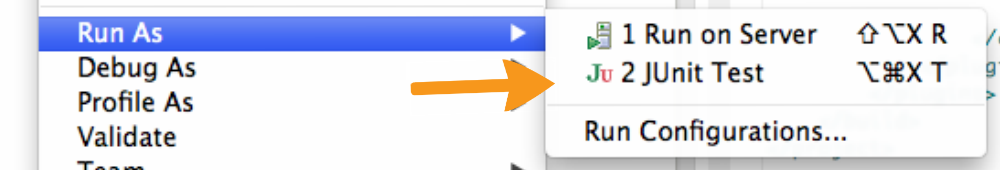 Run As
Debug As
Profile As
Validate
Team
1 Run on Server ⇧⌥X R
Ju 2 JUnit Test ⌥⌘X T
Run Configurations...